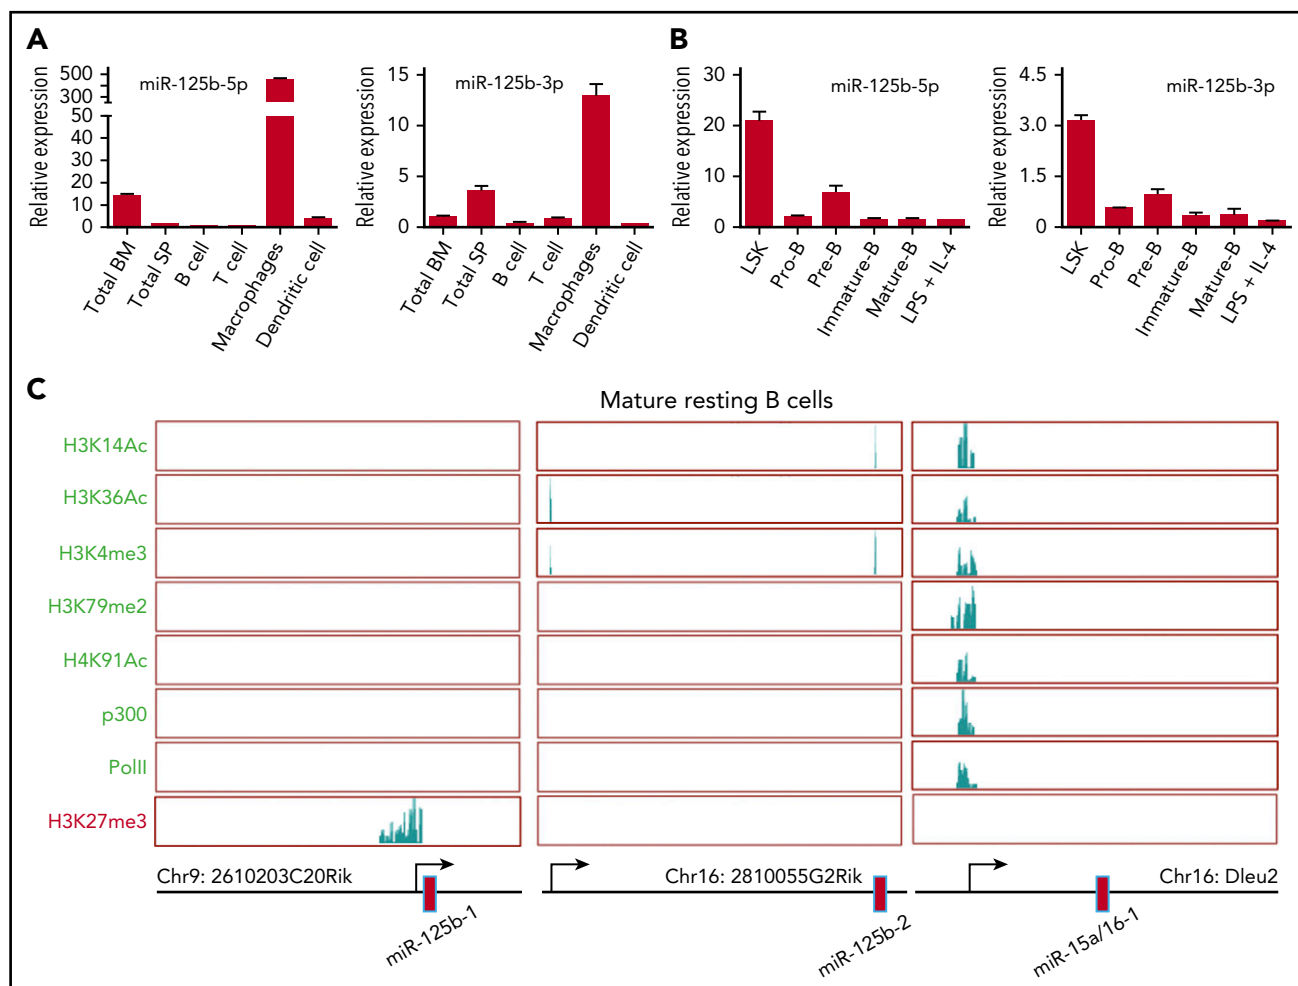 A
B
miR-125b-5p
Relative expression
500
300
50
40
30
20
10
0
Total BM
Total SP
B cell
T cell
Macrophages
Dendritic cell
miR-125b-3p
Relative expression
15
10
5
0
Total BM
Total SP
B cell
T cell
Macrophages
Dendritic cell
miR-125b-5p
Relative expression
30
20
10
0
LSK
Pro-B
Pre-B
Immature-B
Mature-B
LPS + IL-4
miR-125b-3p
Relative expression
4.5
3.0
1.5
0
LSK
Pro-B
Pre-B
Immature-B
Mature-B
LPS + IL-4
C
Mature resting B cells
H3K14Ac
H3K36Ac
H3K4me3
H3K79me2
H4K91Ac
p300
PolII
H3K27me3
Chr9: 2610203C20Rik
Chr16: 2810055G2Rik
Chr16: Dleu2
miR-125b-1
miR-125b-2
miR-15a/16-1